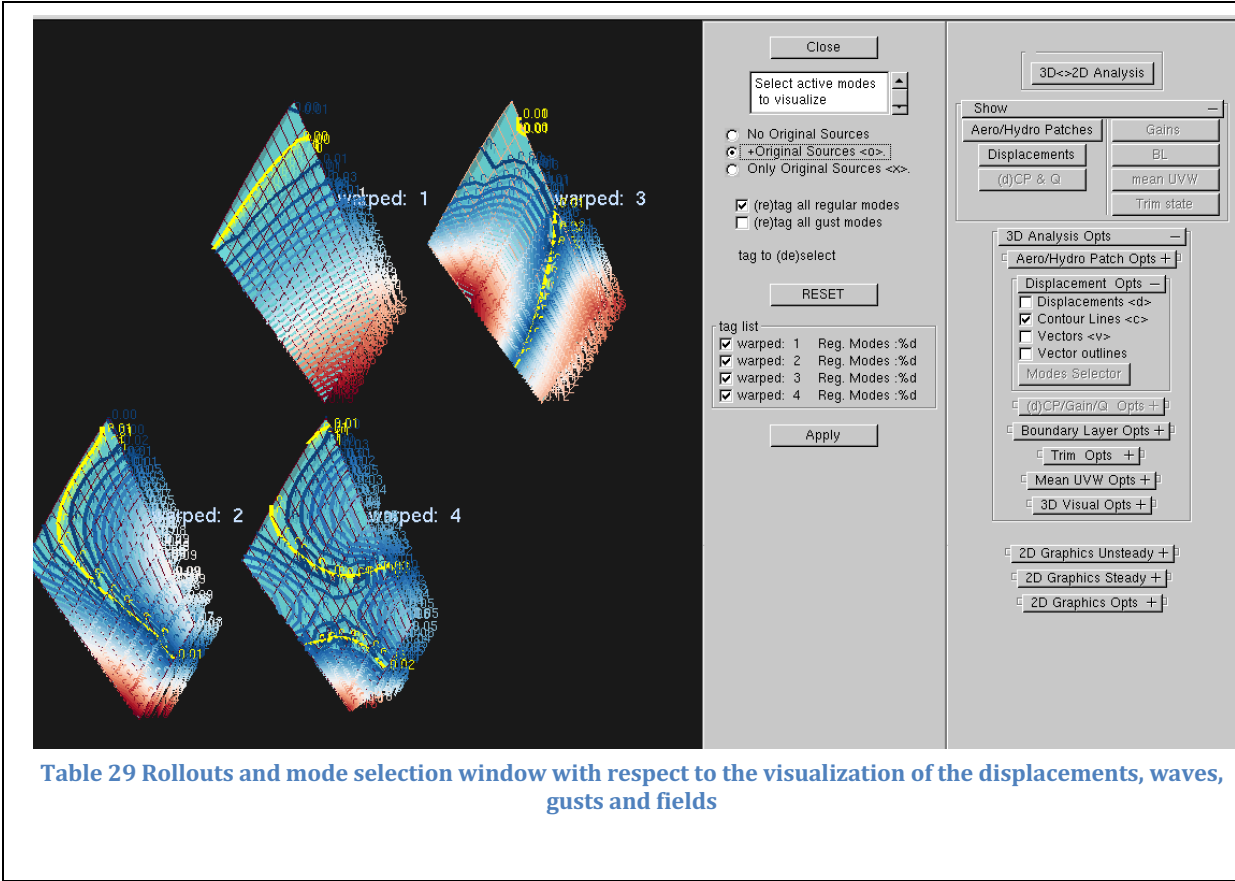 warped: 1
warped: 3
warped: 2
warped: 4
0.00
0.01
0.02
Close
Select active modes
to visualize
No Original Sources
+Original Sources <o>.
Only Original Sources <x>.
(re)tag all regular modes
(re)tag all gust modes
tag to (de)select
RESET
tag list
warped: 1 Reg. Modes :%d
warped: 2 Reg. Modes :%d
warped: 3 Reg. Modes :%d
warped: 4 Reg. Modes :%d
Apply
3D<>2D Analysis
Show −
Aero/Hydro Patches
Gains
Displacements
BL
(d)CP & Q
mean UVW
Trim state
3D Analysis Opts −
Aero/Hydro Patch Opts +
Displacement Opts −
Displacements <d>
Contour Lines <c>
Vectors <v>
Vector outlines
Modes Selector
(d)CP/Gain/Q Opts +
Boundary Layer Opts +
Trim Opts +
Mean UVW Opts +
3D Visual Opts +
2D Graphics Unsteady +
2D Graphics Steady +
2D Graphics Opts +
Table 29 Rollouts and mode selection window with respect to the visualization of the displacements, waves,
gusts and fields